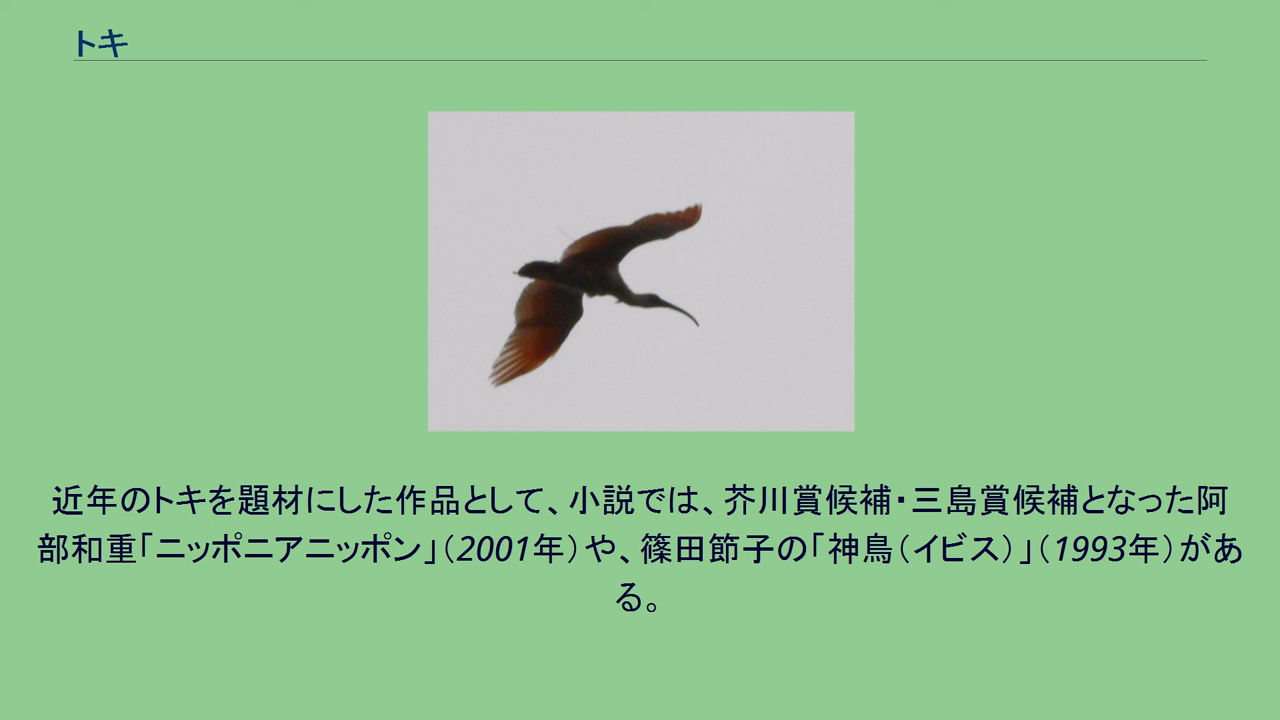 トキ
近年のトキを題材にした作品として、小説では、芥川賞候補・三島賞候補となった阿
部和重「ニッポニアニッポン」（2001年）や、篠田節子の「神鳥（イビス）」（1993年）があ
る。